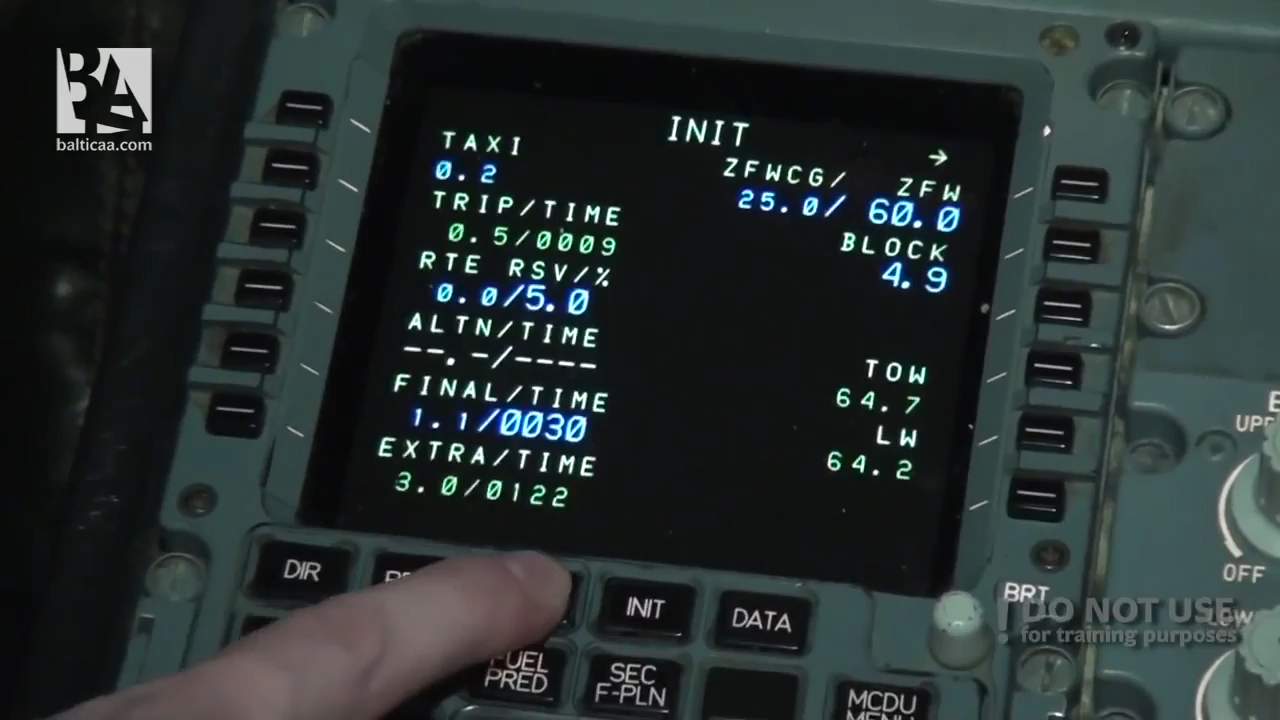 BA
balticaa.com
INIT
→
TAXI
0.2
ZFWCG/ ZFW
25.0/ 60.0
TRIP/TIME
0.5/0009
BLOCK
4.9
RTE RSV/%
0.0/5.0
ALTN/TIME
--.-/----
TOW
64.7
FINAL/TIME
1.1/0030
LW
64.2
EXTRA/TIME
3.0/0122
DIR
INIT
DATA
FUEL
PRED
SEC
F-PLN
MCDU
MENU
BRT
OFF
! DO NOT USE
for training purposes